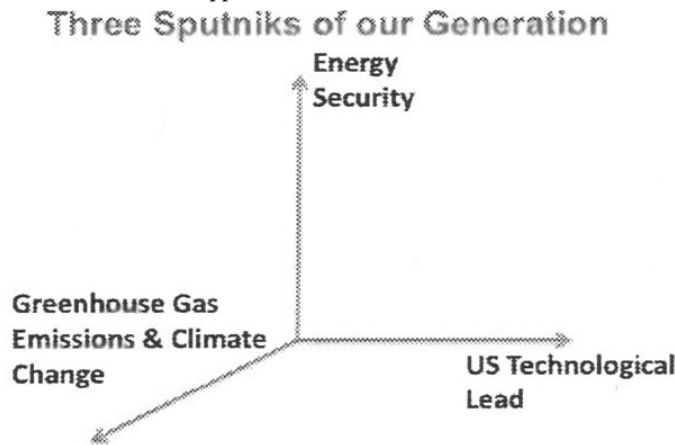 Three Sputniks of our Generation
Energy
Security
Greenhouse Gas
Emissions & Climate
Change
US Technological
Lead